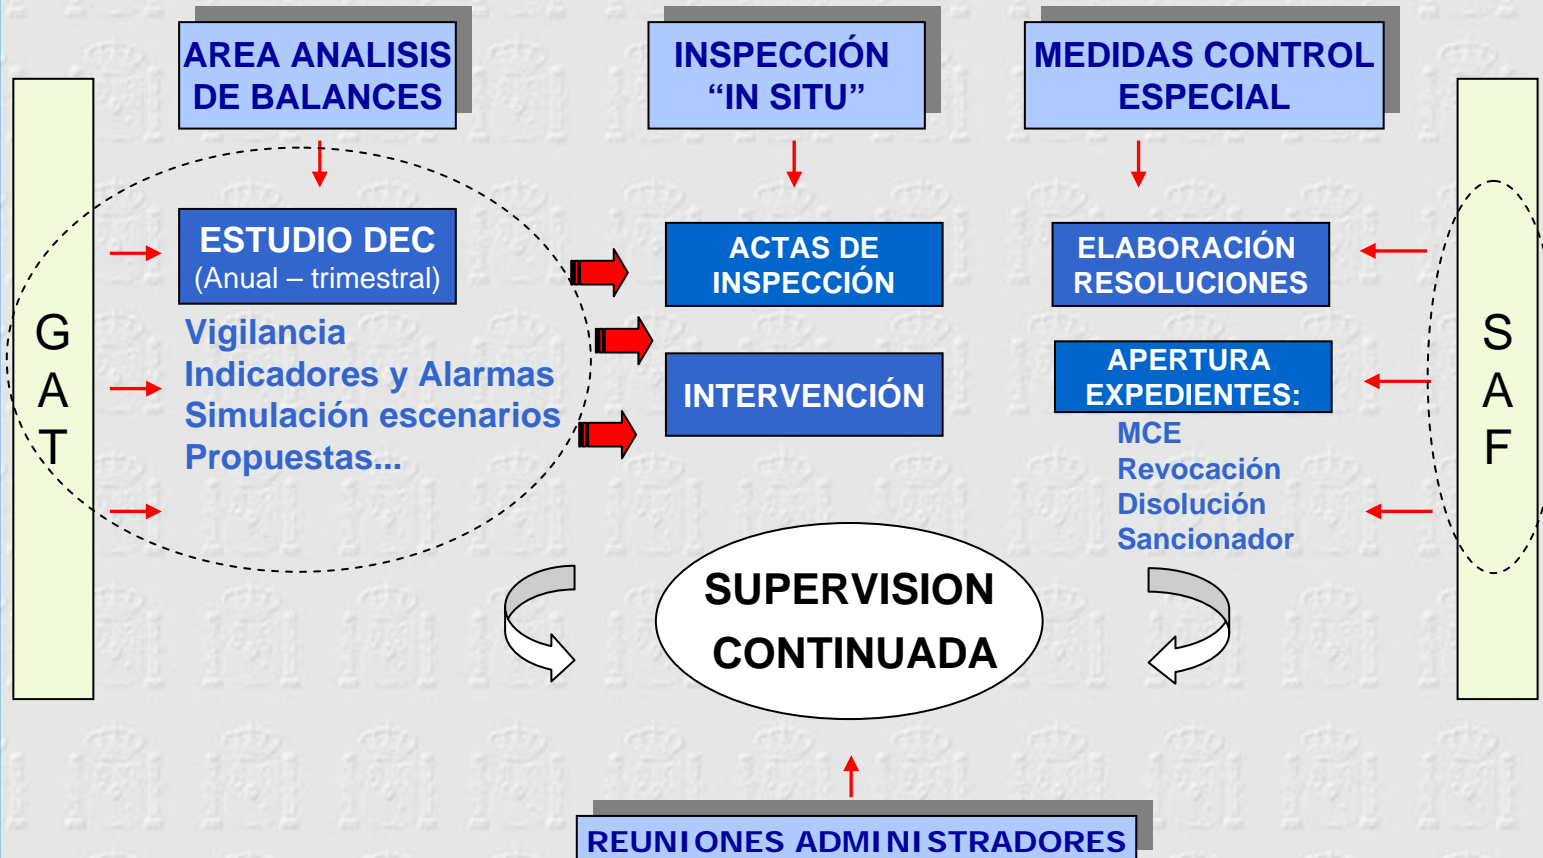 AREA ANALISIS
DE BALANCES
INSPECCIÓN
“IN SITU”
MEDIDAS CONTROL
ESPECIAL
G
A
T
ESTUDIO DEC
(Anual – trimestral)
Vigilancia
Indicadores y Alarmas
Simulación escenarios
Propuestas...
ACTAS DE
INSPECCIÓN
INTERVENCIÓN
ELABORACIÓN
RESOLUCIONES
APERTURA
EXPEDIENTES:
MCE
Revocación
Disolución
Sancionador
S
A
F
SUPERVISION
CONTINUADA
REUNIONES ADMINISTRADORES